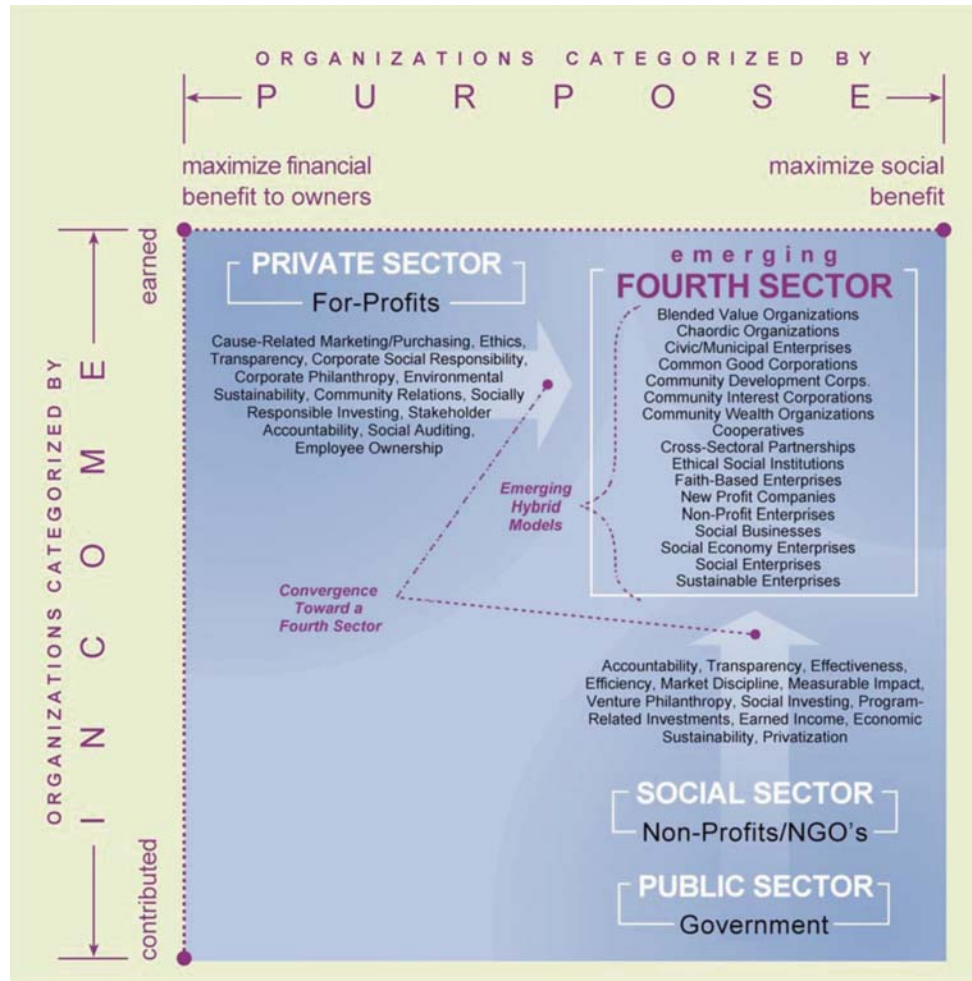 ORGANIZATIONS CATEGORIZED BY
PURPOSE
maximize financial
benefit to owners
maximize social
benefit
ORGANIZATIONS CATEGORIZED BY
INCOME
earned
contributed
PRIVATE SECTOR
For-Profits
Cause-Related Marketing/Purchasing, Ethics,
Transparency, Corporate Social Responsibility,
Corporate Philanthropy, Environmental
Sustainability, Community Relations, Socially
Responsible Investing, Stakeholder
Accountability, Social Auditing,
Employee Ownership
emerging
FOURTH SECTOR
Blended Value Organizations
Chaordic Organizations
Civic/Municipal Enterprises
Common Good Corporations
Community Development Corps.
Community Interest Corporations
Community Wealth Organizations
Cooperatives
Cross-Sectoral Partnerships
Ethical Social Institutions
Faith-Based Enterprises
New Profit Companies
Non-Profit Enterprises
Social Businesses
Social Economy Enterprises
Social Enterprises
Sustainable Enterprises
Emerging
Hybrid
Models
Convergence
Toward a
Fourth Sector
Accountability, Transparency, Effectiveness,
Efficiency, Market Discipline, Measurable Impact,
Venture Philanthropy, Social Investing, Program-
Related Investments, Earned Income, Economic
Sustainability, Privatization
SOCIAL SECTOR
Non-Profits/NGO's
PUBLIC SECTOR
Government